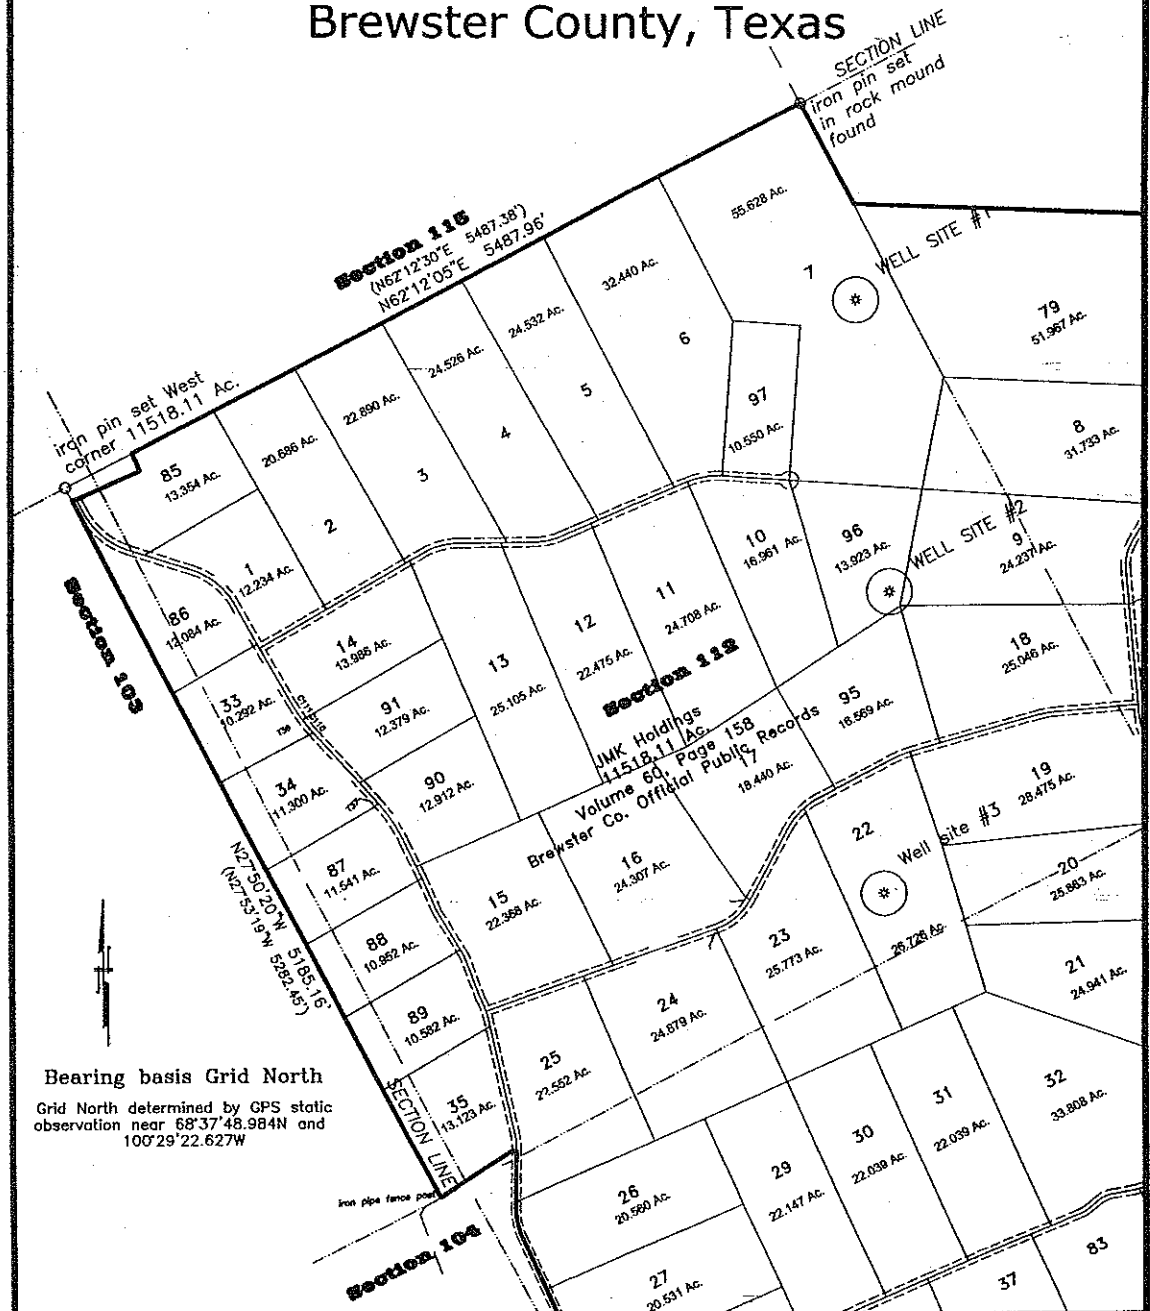 Brewster County, Texas
SECTION LINE
iron pin set
in rock mound
found
Section 115
(N62°12'30"E 5487.38')
N62°12'05"E 5487.96'
iron pin set West
corner 11518.11 Ac.
55.628 Ac.
7
WELL SITE #1
79
51.967 Ac.
32.440 Ac.
6
24.532 Ac.
5
24.526 Ac.
4
22.890 Ac.
3
20.686 Ac.
2
85
13.354 Ac.
97
10.550 Ac.
8
31.733 Ac.
1
12.234 Ac.
86
12.084 Ac.
10
16.961 Ac.
96
13.923 Ac.
WELL SITE #2
9
24.237 Ac.
Section 103
11
24.708 Ac.
12
22.475 Ac.
13
25.105 Ac.
14
13.986 Ac.
91
12.379 Ac.
90
12.912 Ac.
33
10.292 Ac.
34
11.300 Ac.
18
25.046 Ac.
95
16.569 Ac.
Section 112
JMK Holdings
11518.11 Ac.
Volume 60, Page 158
Brewster Co. Official Public Records
17
18.440 Ac.
19
28.475 Ac.
22
26.726 Ac.
Well site #3
20
25.863 Ac.
16
24.307 Ac.
15
22.368 Ac.
87
11.541 Ac.
88
10.952 Ac.
89
10.582 Ac.
N27°50'20"W 5185.16'
(N27°53'19"W 5282.45')
23
25.773 Ac.
21
24.941 Ac.
24
24.879 Ac.
25
22.552 Ac.
35
13.123 Ac.
SECTION LINE
Bearing basis Grid North
Grid North determined by GPS static
observation near 68°37'48.984N and
100°29'22.627W
iron pipe fence post
Section 104
32
33.808 Ac.
31
22.039 Ac.
30
22.039 Ac.
29
22.147 Ac.
26
20.560 Ac.
27
20.531 Ac.
37
83